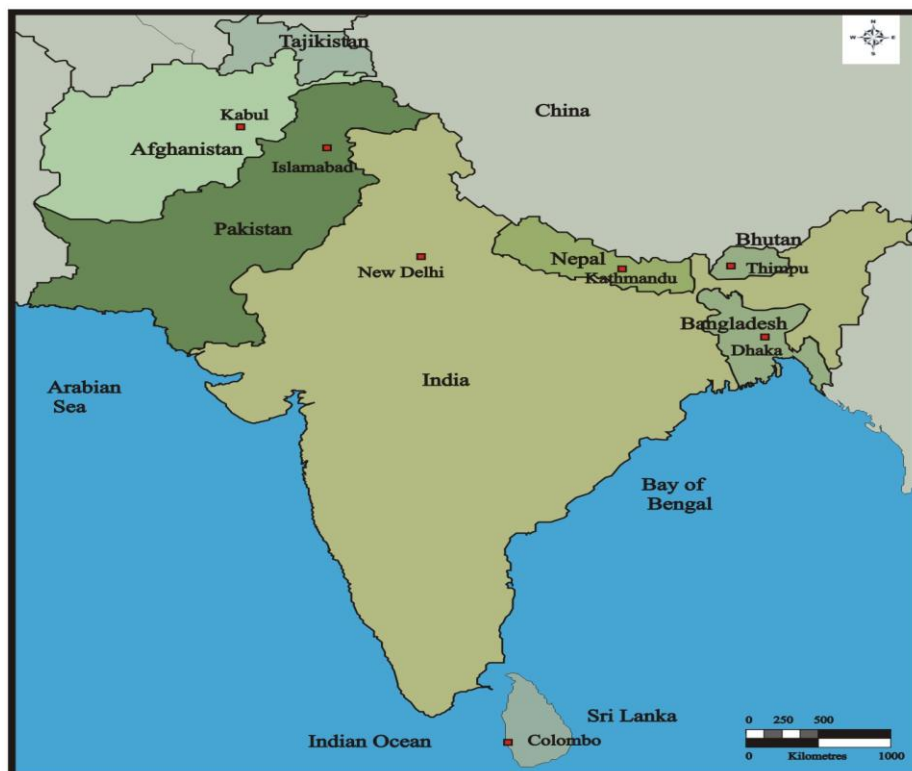 N
W E
S
Tajikistan
China
Kabul
Afghanistan
Islamabad
Pakistan
Bhutan
Nepal
Thimpu
New Delhi
Kathmandu
Bangladesh
Dhaka
India
Arabian
Sea
Bay of
Bengal
Sri Lanka
Indian Ocean
Colombo
0 250 500
0 Kilometres 1000